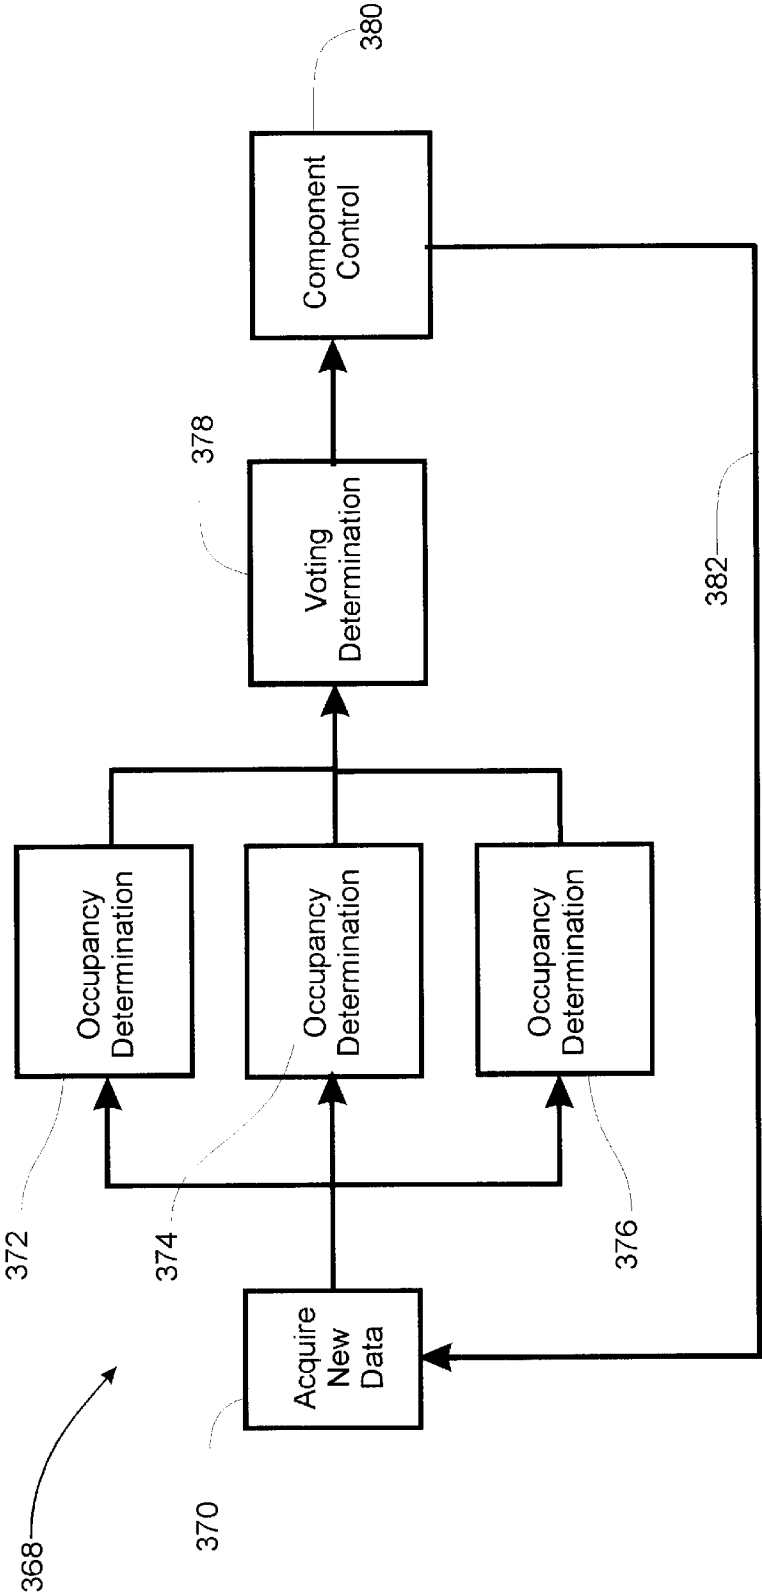 368
370
Acquire
New
Data
372
Occupancy
Determination
374
Occupancy
Determination
376
Occupancy
Determination
378
Voting
Determination
380
Component
Control
382